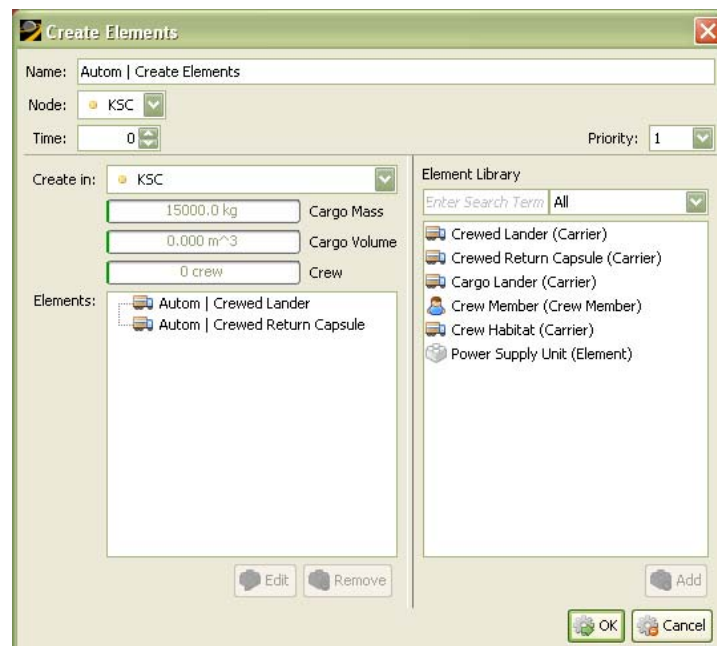 Create Elements
Name: Autom | Create Elements
Node: KSC
Time: 0
Priority: 1
Create in: KSC
15000.0 kg Cargo Mass
0.000 m^3 Cargo Volume
0 crew Crew
Elements:
Autom | Crewed Lander
Autom | Crewed Return Capsule
Edit Remove
Element Library
Enter Search Term All
Crewed Lander (Carrier)
Crewed Return Capsule (Carrier)
Cargo Lander (Carrier)
Crew Member (Crew Member)
Crew Habitat (Carrier)
Power Supply Unit (Element)
Add
OK Cancel